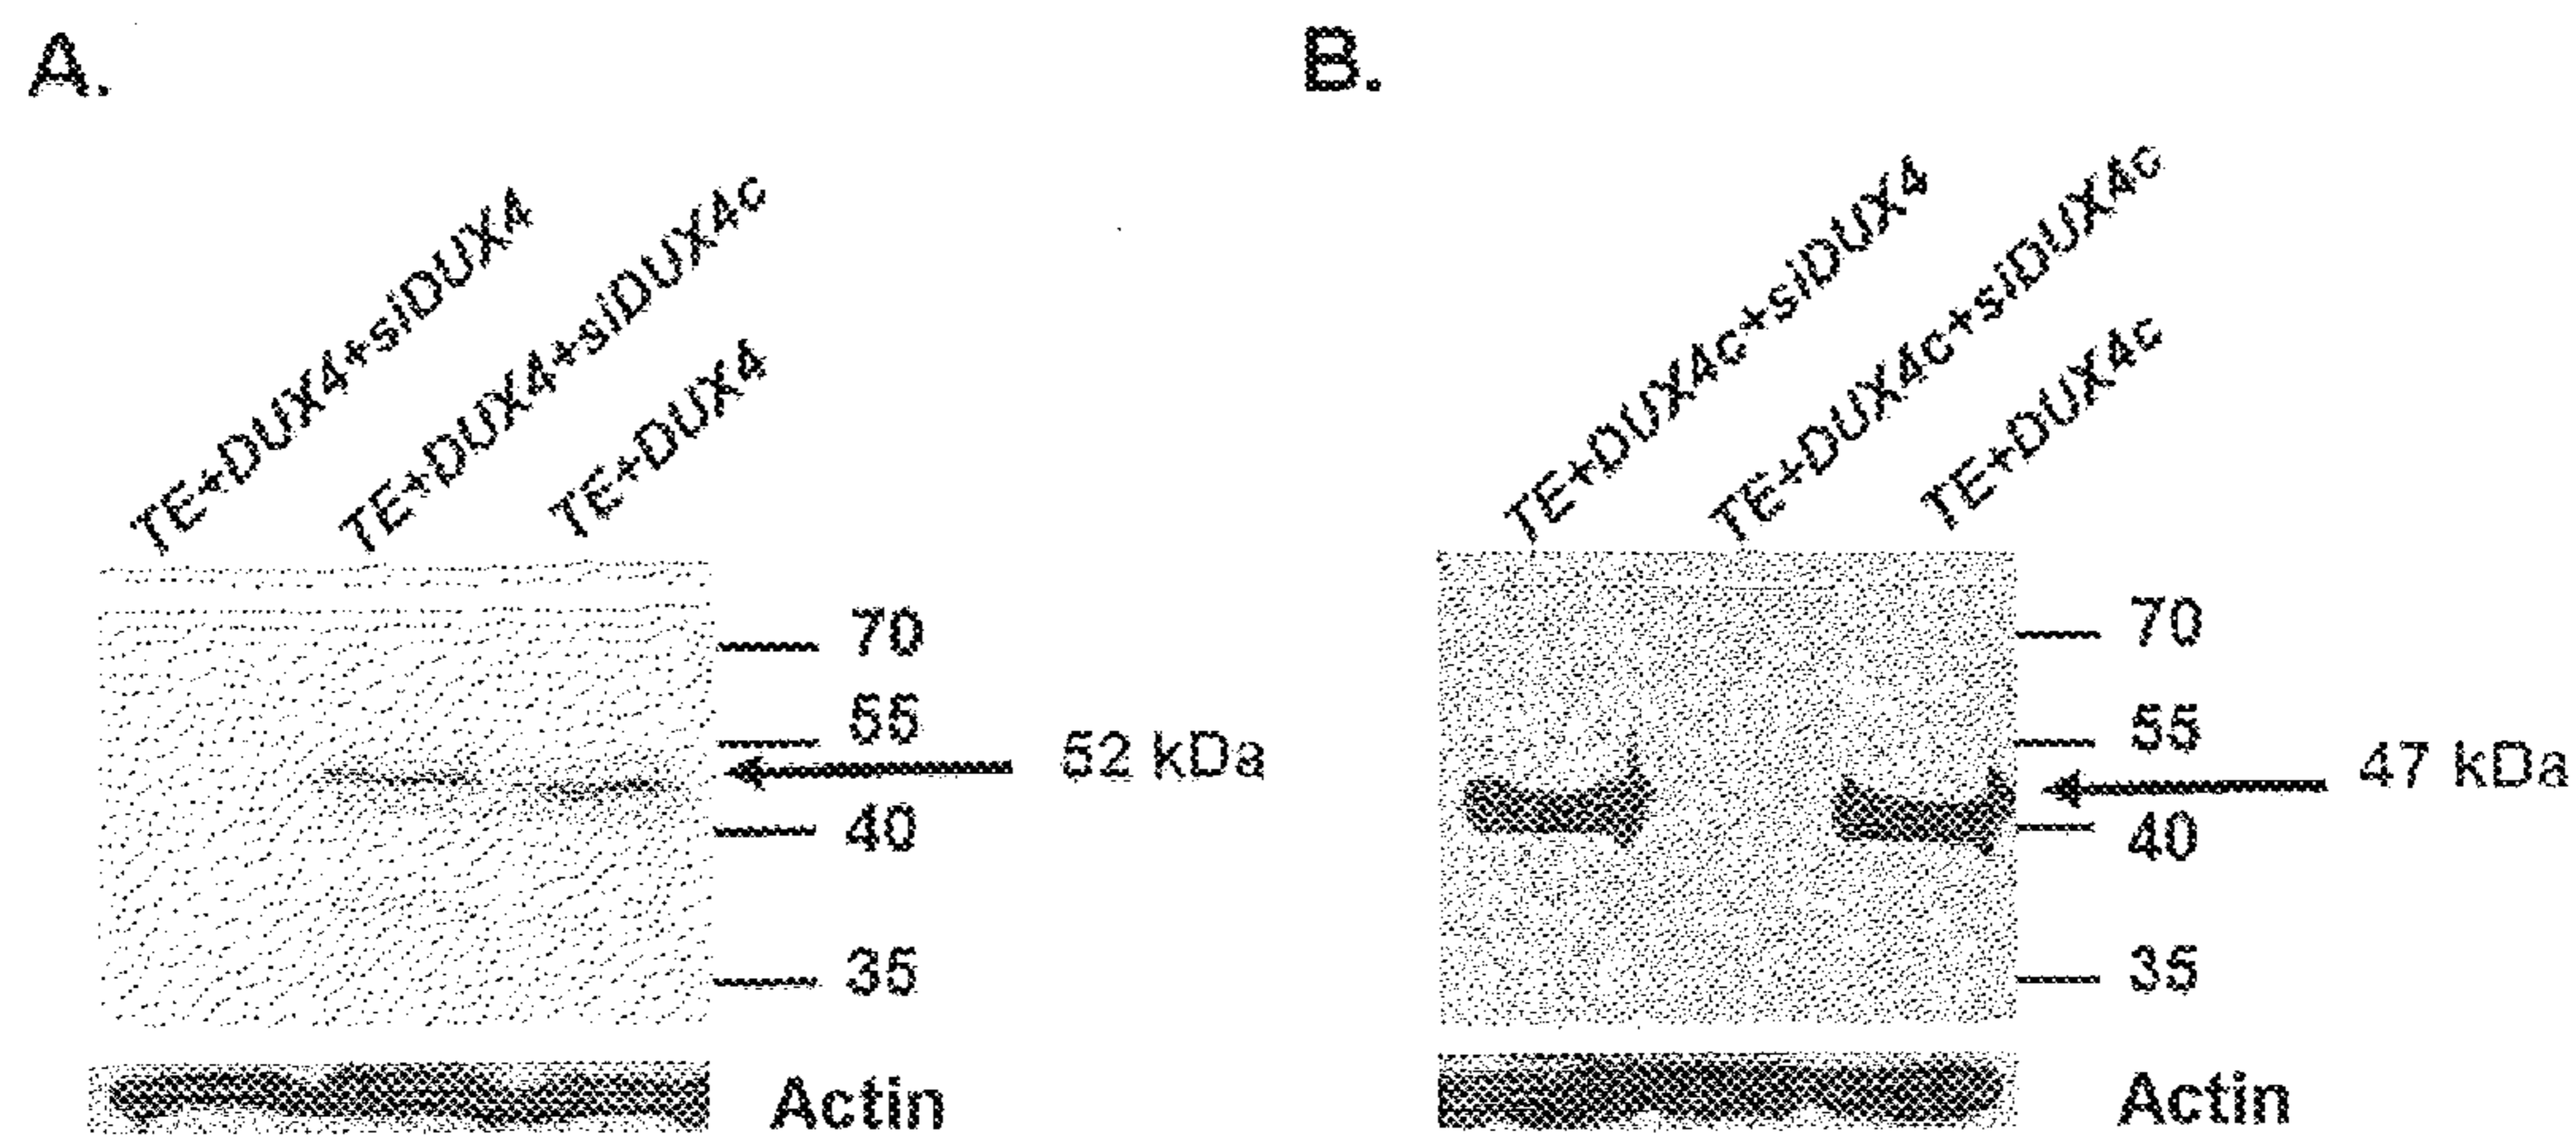 A.
TE+DUX4+siDUX4
TE+DUX4+siDUX4c
TE+DUX4
70
55
52 kDa
40
35
Actin
B.
TE+DUX4c+siDUX4
TE+DUX4c+siDUX4c
TE+DUX4c
70
55
47 kDa
40
35
Actin